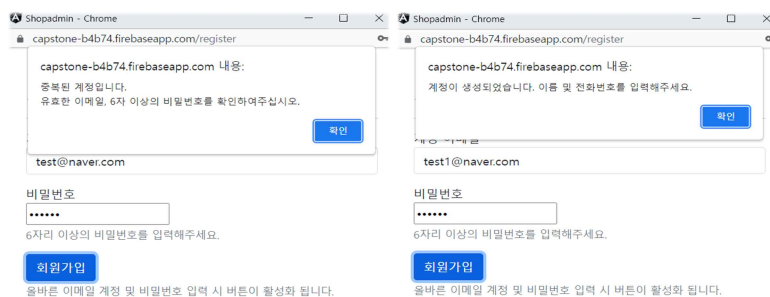 Shopadmin - Chrome
capstone-b4b74.firebaseapp.com/register
capstone-b4b74.firebaseapp.com 내용:
중복된 계정입니다.
유효한 이메일, 6자 이상의 비밀번호를 확인하여주십시오.
확인
test@naver.com
비밀번호
••••••
6자리 이상의 비밀번호를 입력해주세요.
회원가입
올바른 이메일 계정 및 비밀번호 입력 시 버튼이 활성화 됩니다.
Shopadmin - Chrome
capstone-b4b74.firebaseapp.com/register
capstone-b4b74.firebaseapp.com 내용:
계정이 생성되었습니다. 이름 및 전화번호를 입력해주세요.
확인
test1@naver.com
비밀번호
••••••
6자리 이상의 비밀번호를 입력해주세요.
회원가입
올바른 이메일 계정 및 비밀번호 입력 시 버튼이 활성화 됩니다.